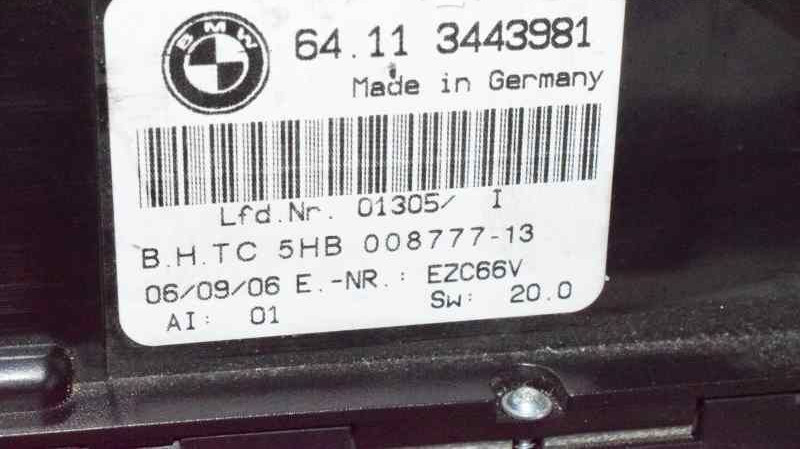 BMW
64.11 3443981
Made in Germany
Lfd.Nr. 01305/ I
B.H.TC 5HB 008777-13
06/09/06 E.-NR.: EZC66V
AI: 01 Sw: 20.0